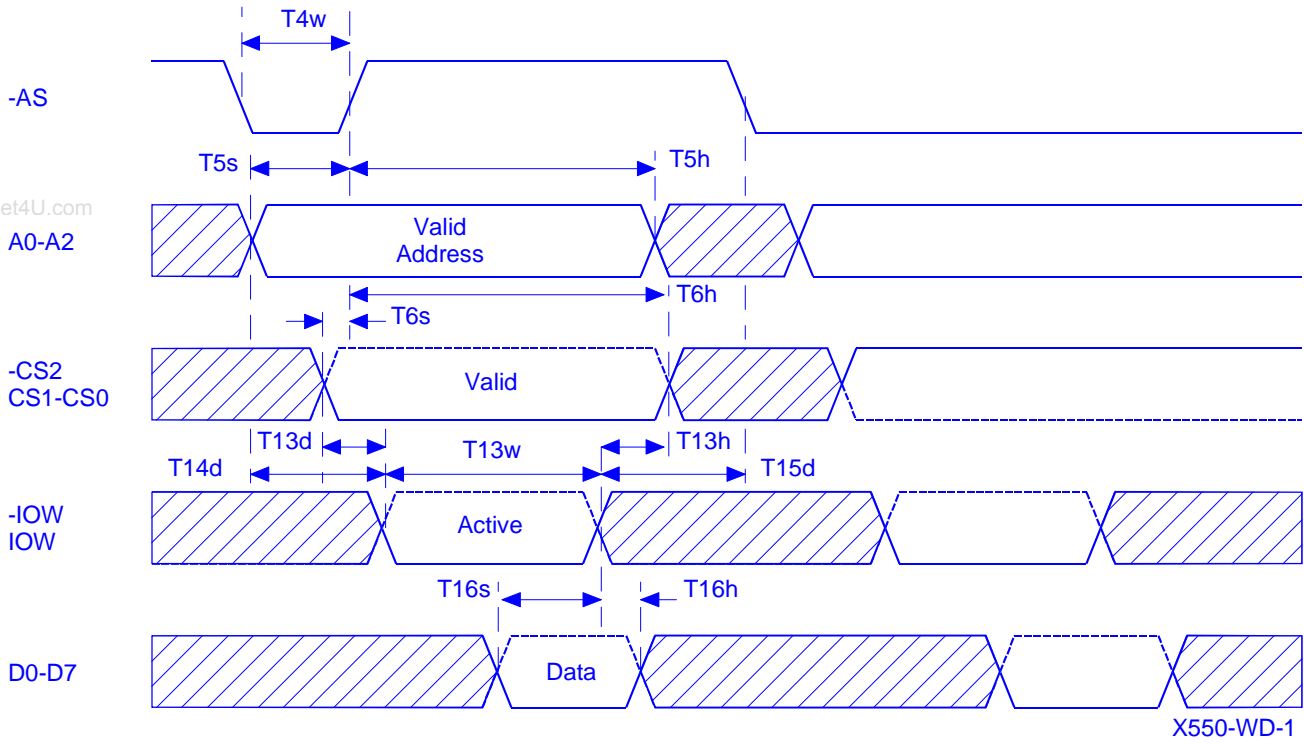 T4w
-AS
T5s
T5h
et4U.com
A0-A2
Valid
Address
T6h
T6s
-CS2
CS1-CS0
Valid
T13d
T13w
T13h
T14d
T15d
-IOW
IOW
Active
T16s
T16h
D0-D7
Data
X550-WD-1